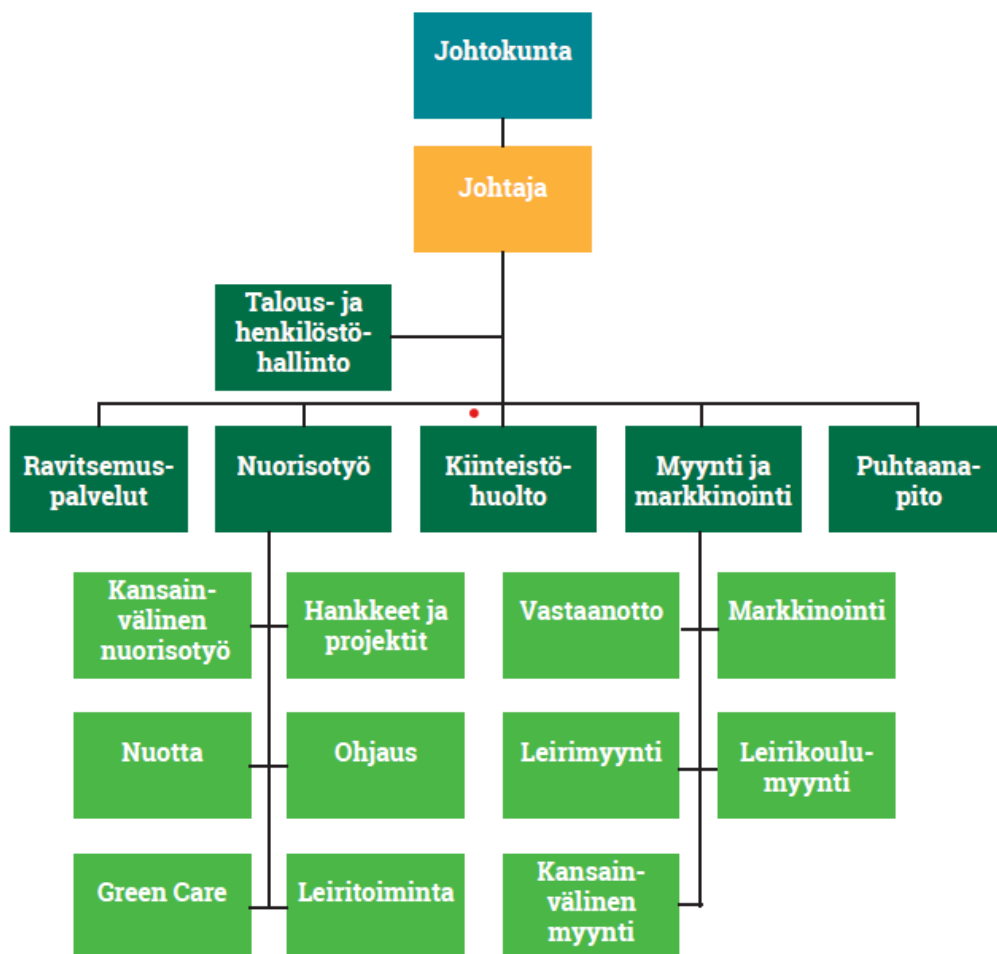 Johtokunta
Johtaja
Talous- ja
henkilöstö-
hallinto
Ravitsemus-
palvelut
Nuorisotyö
Kiinteistö-
huolto
Myynti ja
markkinointi
Puhtaana-
pito
Kansain-
välinen
nuorisotyö
Hankkeet ja
projektit
Vastaanotto
Markkinointi
Nuotta
Ohjaus
Leirimyynti
Leirikoulu-
myynti
Green Care
Leiritoiminta
Kansain-
välinen
myynti